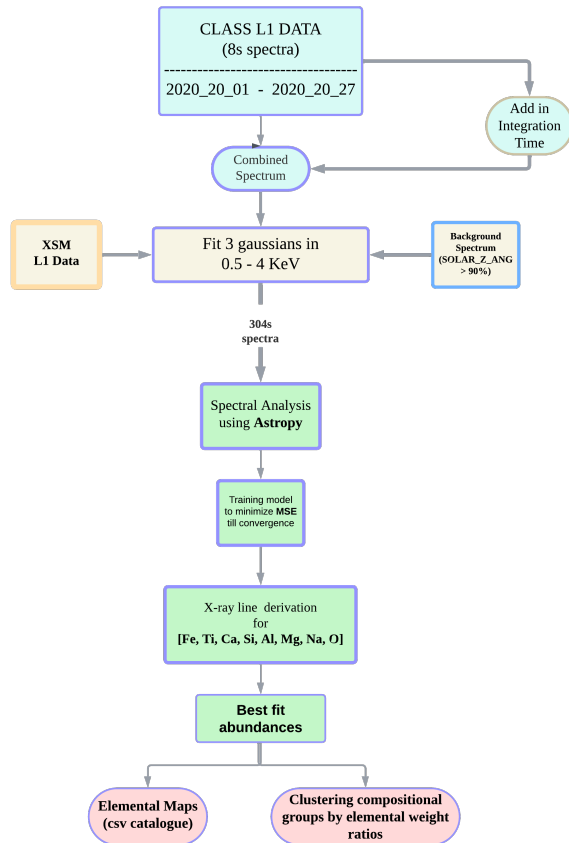 CLASS L1 DATA
(8s spectra)
-----------------------------------
2020_20_01 - 2020_20_27
Add in
Integration
Time
Combined
Spectrum
XSM
L1 Data
Fit 3 gaussians in
0.5 - 4 KeV
Background
Spectrum
(SOLAR_Z_ANG
> 90%)
304s
spectra
Spectral Analysis
using Astropy
Training model
to minimize MSE
till convergence
X-ray line derivation
for
[Fe, Ti, Ca, Si, Al, Mg, Na, O]
Best fit
abundances
Elemental Maps
(csv catalogue)
Clustering compositional
groups by elemental weight
ratios